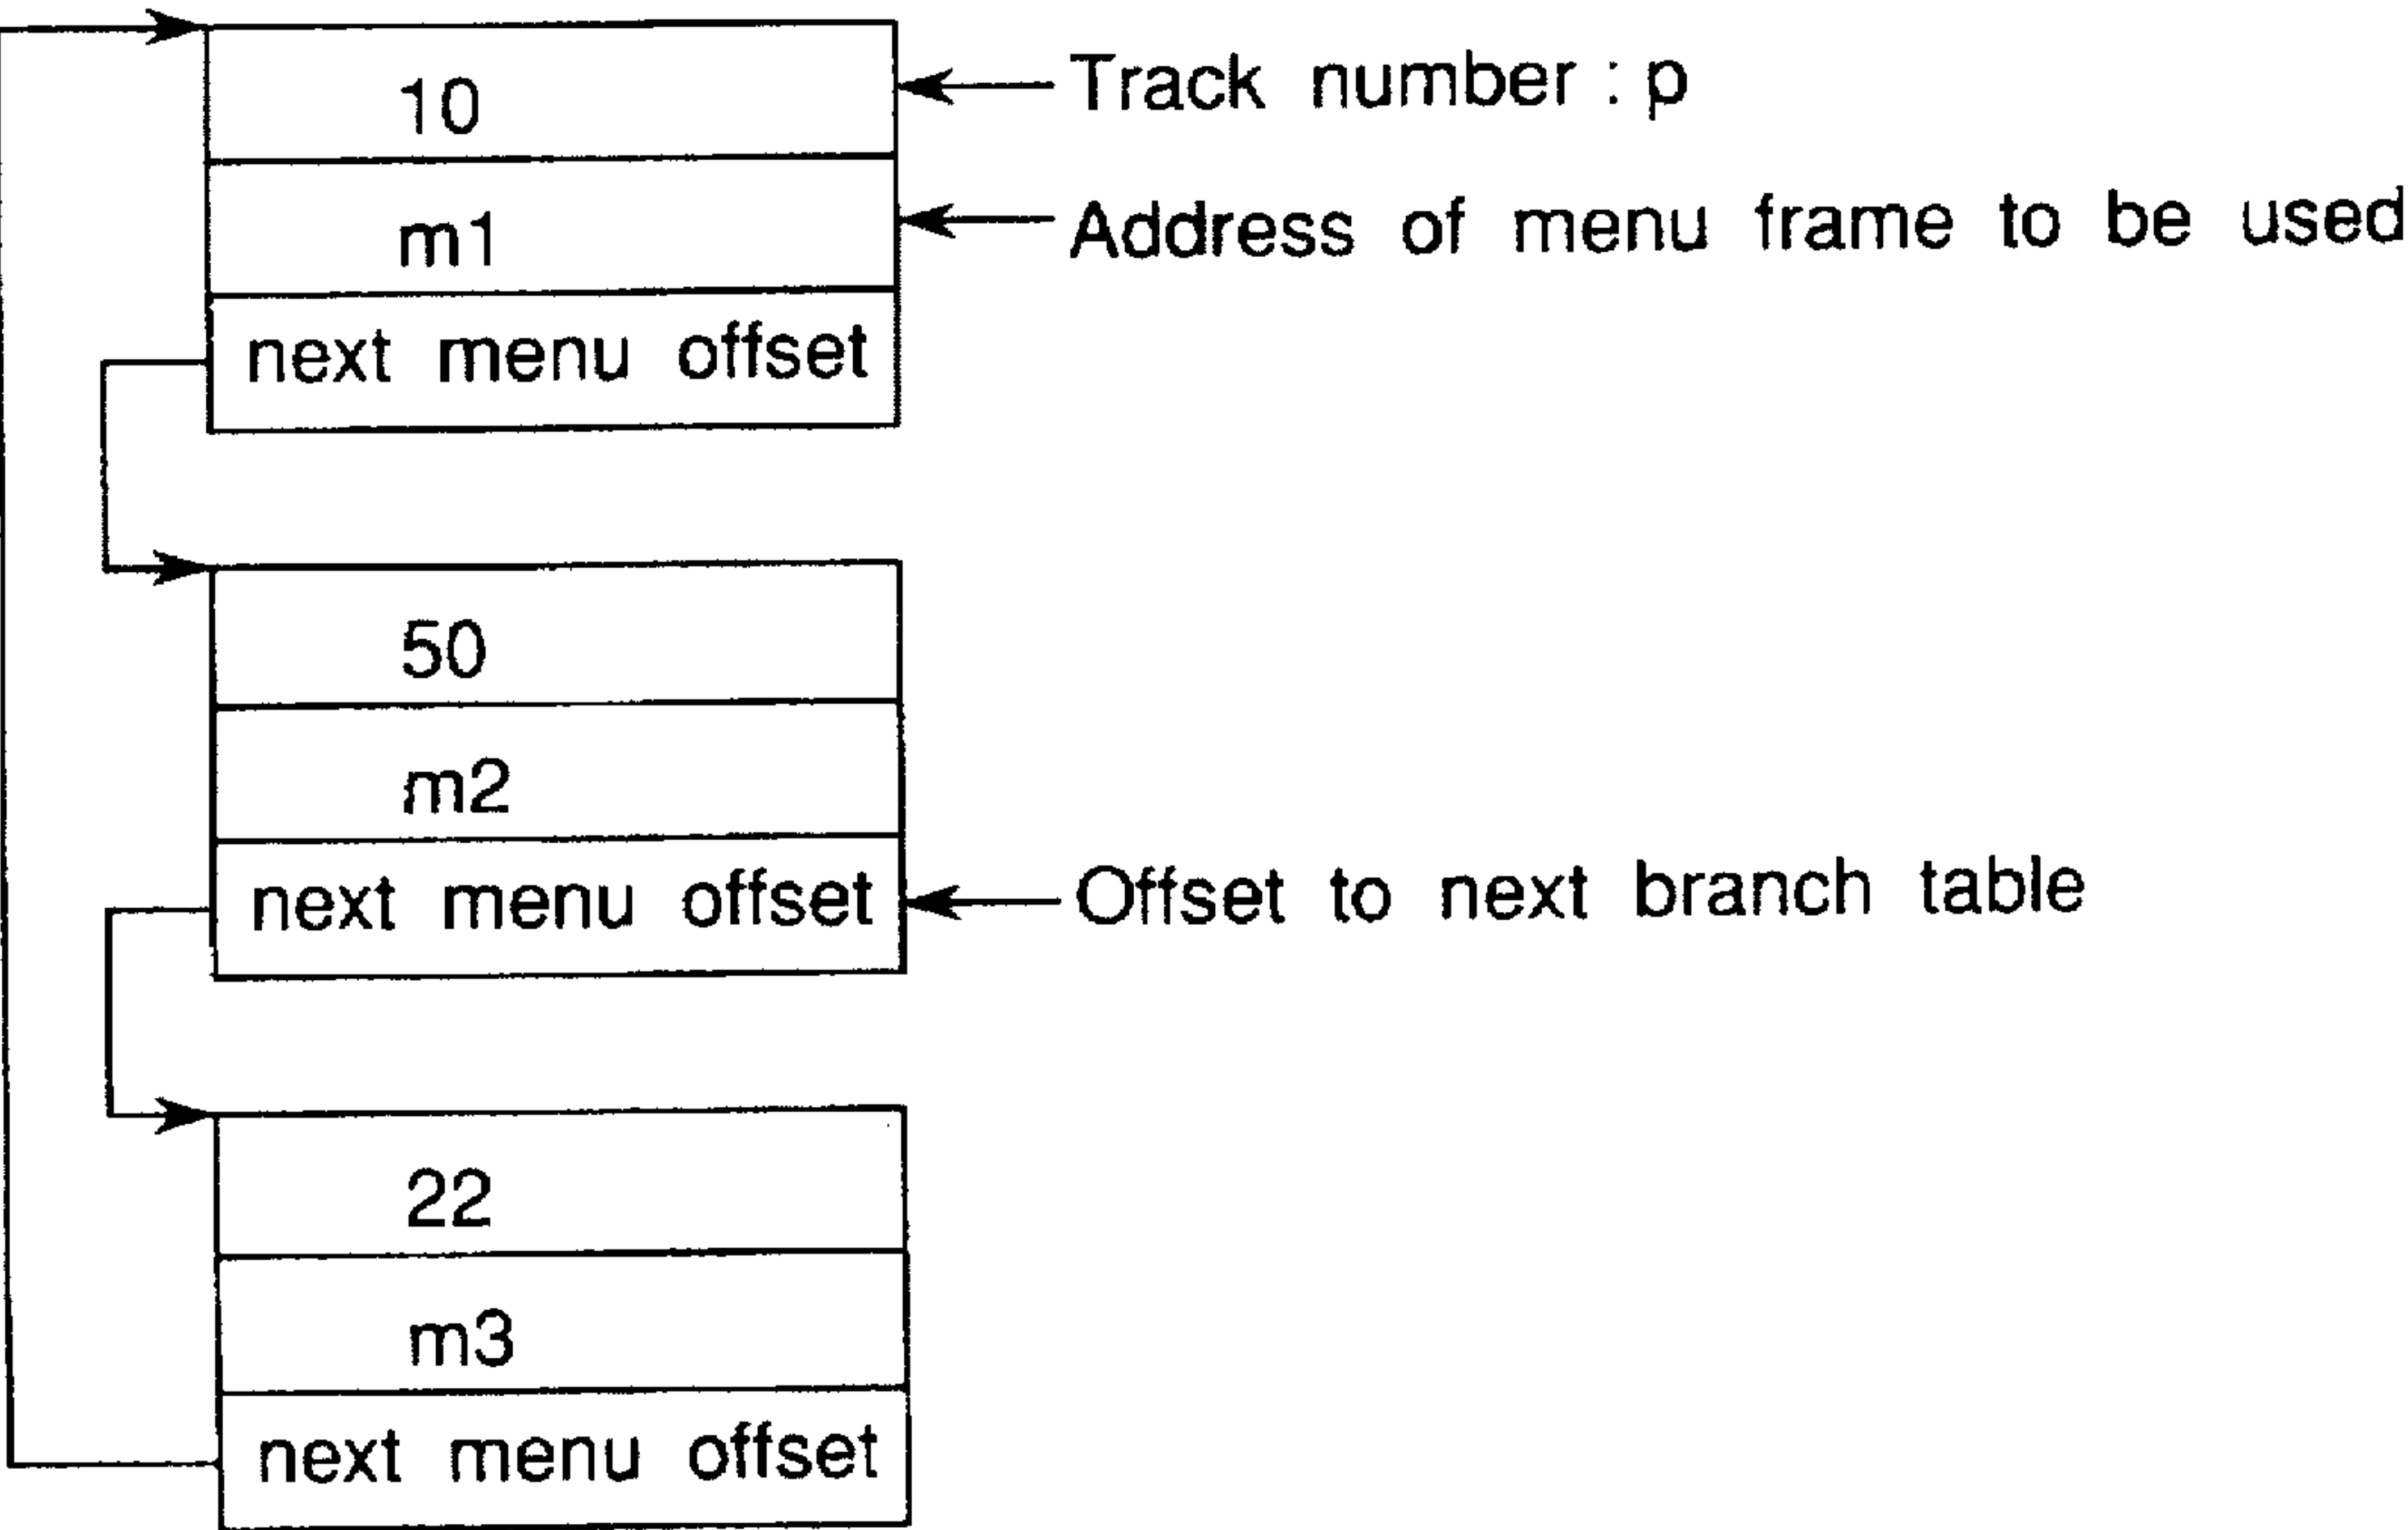 10
Track number : p
m1
Address of menu frame to be used
next menu offset
50
m2
next menu offset
Offset to next branch table
22
m3
next menu offset